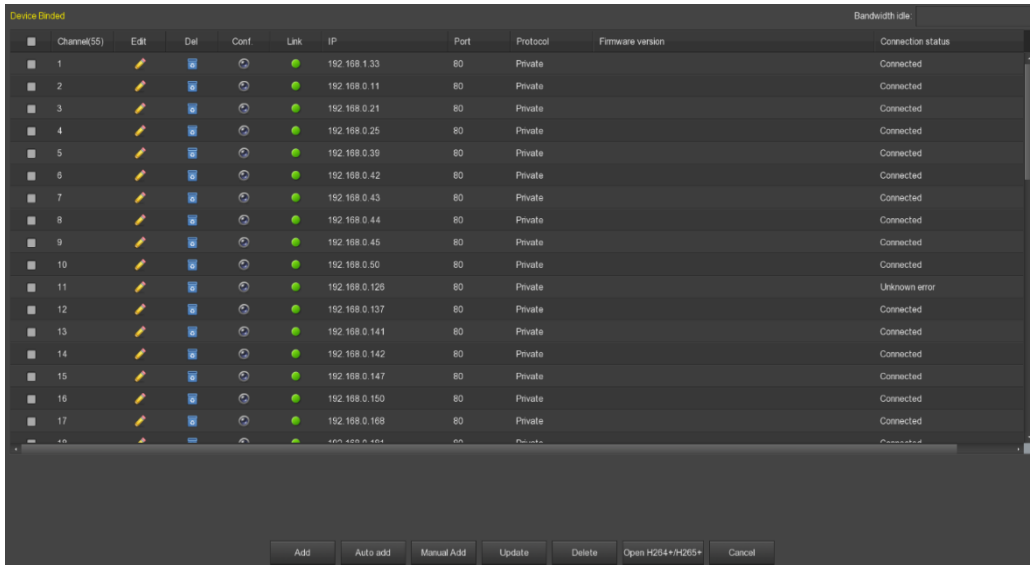 Device Binded Bandwidth idle:
Channel(55) Edit Del Conf. Link IP Port Protocol Firmware version Connection status
1 192.168.1.33 80 Private Connected
2 192.168.0.11 80 Private Connected
3 192.168.0.21 80 Private Connected
4 192.168.0.25 80 Private Connected
5 192.168.0.39 80 Private Connected
6 192.168.0.42 80 Private Connected
7 192.168.0.43 80 Private Connected
8 192.168.0.44 80 Private Connected
9 192.168.0.45 80 Private Connected
10 192.168.0.50 80 Private Connected
11 192.168.0.126 80 Private Unknown error
12 192.168.0.137 80 Private Connected
13 192.168.0.141 80 Private Connected
14 192.168.0.142 80 Private Connected
15 192.168.0.147 80 Private Connected
16 192.168.0.150 80 Private Connected
17 192.168.0.168 80 Private Connected
Add Auto add Manual Add Update Delete Open H264+/H265+ Cancel